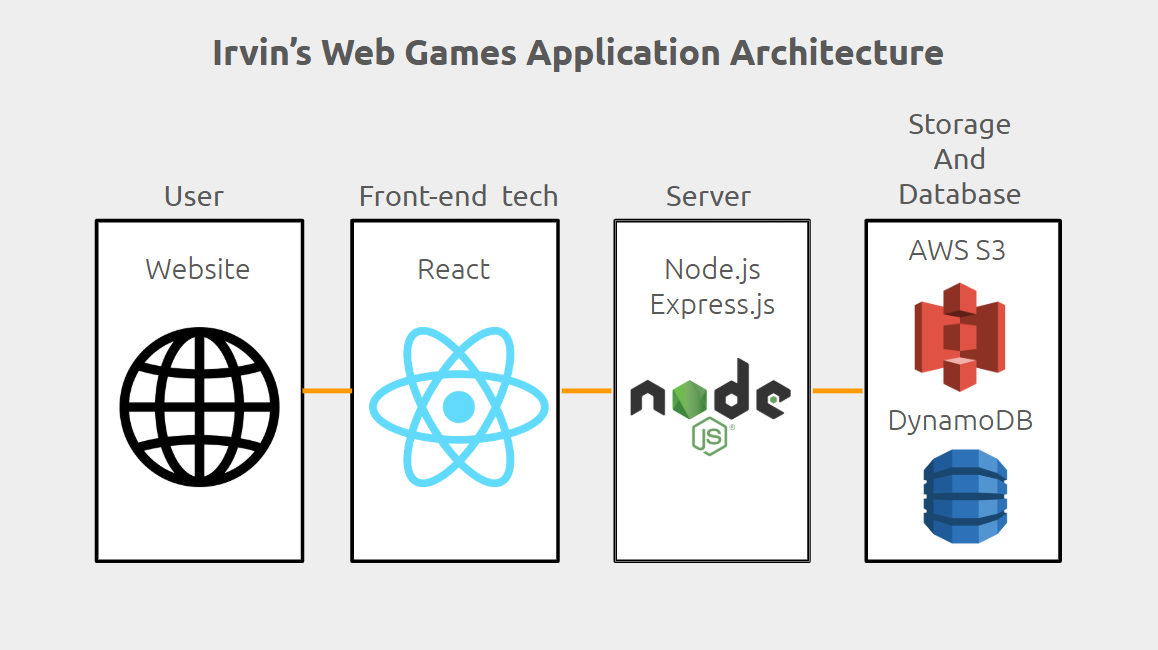 Irvin’s Web Games Application Architecture
User
Website
Front-end tech
React
Server
Node.js
Express.js
node
JS®
Storage
And
Database
AWS S3
DynamoDB